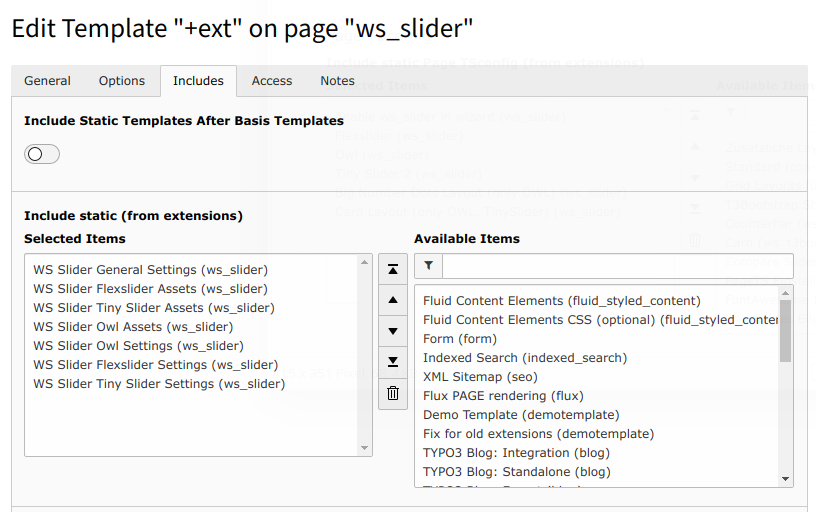 Edit Template "+ext" on page "ws_slider"
General Options Includes Access Notes
Include Static Templates After Basis Templates
Include static (from extensions)
Selected Items
WS Slider General Settings (ws_slider)
WS Slider Flexslider Assets (ws_slider)
WS Slider Tiny Slider Assets (ws_slider)
WS Slider Owl Assets (ws_slider)
WS Slider Owl Settings (ws_slider)
WS Slider Flexslider Settings (ws_slider)
WS Slider Tiny Slider Settings (ws_slider)
Available Items
Fluid Content Elements (fluid_styled_content)
Fluid Content Elements CSS (optional) (fluid_styled_conten
Form (form)
Indexed Search (indexed_search)
XML Sitemap (seo)
Flux PAGE rendering (flux)
Demo Template (demotemplate)
Fix for old extensions (demotemplate)
TYPO3 Blog: Integration (blog)
TYPO3 Blog: Standalone (blog)